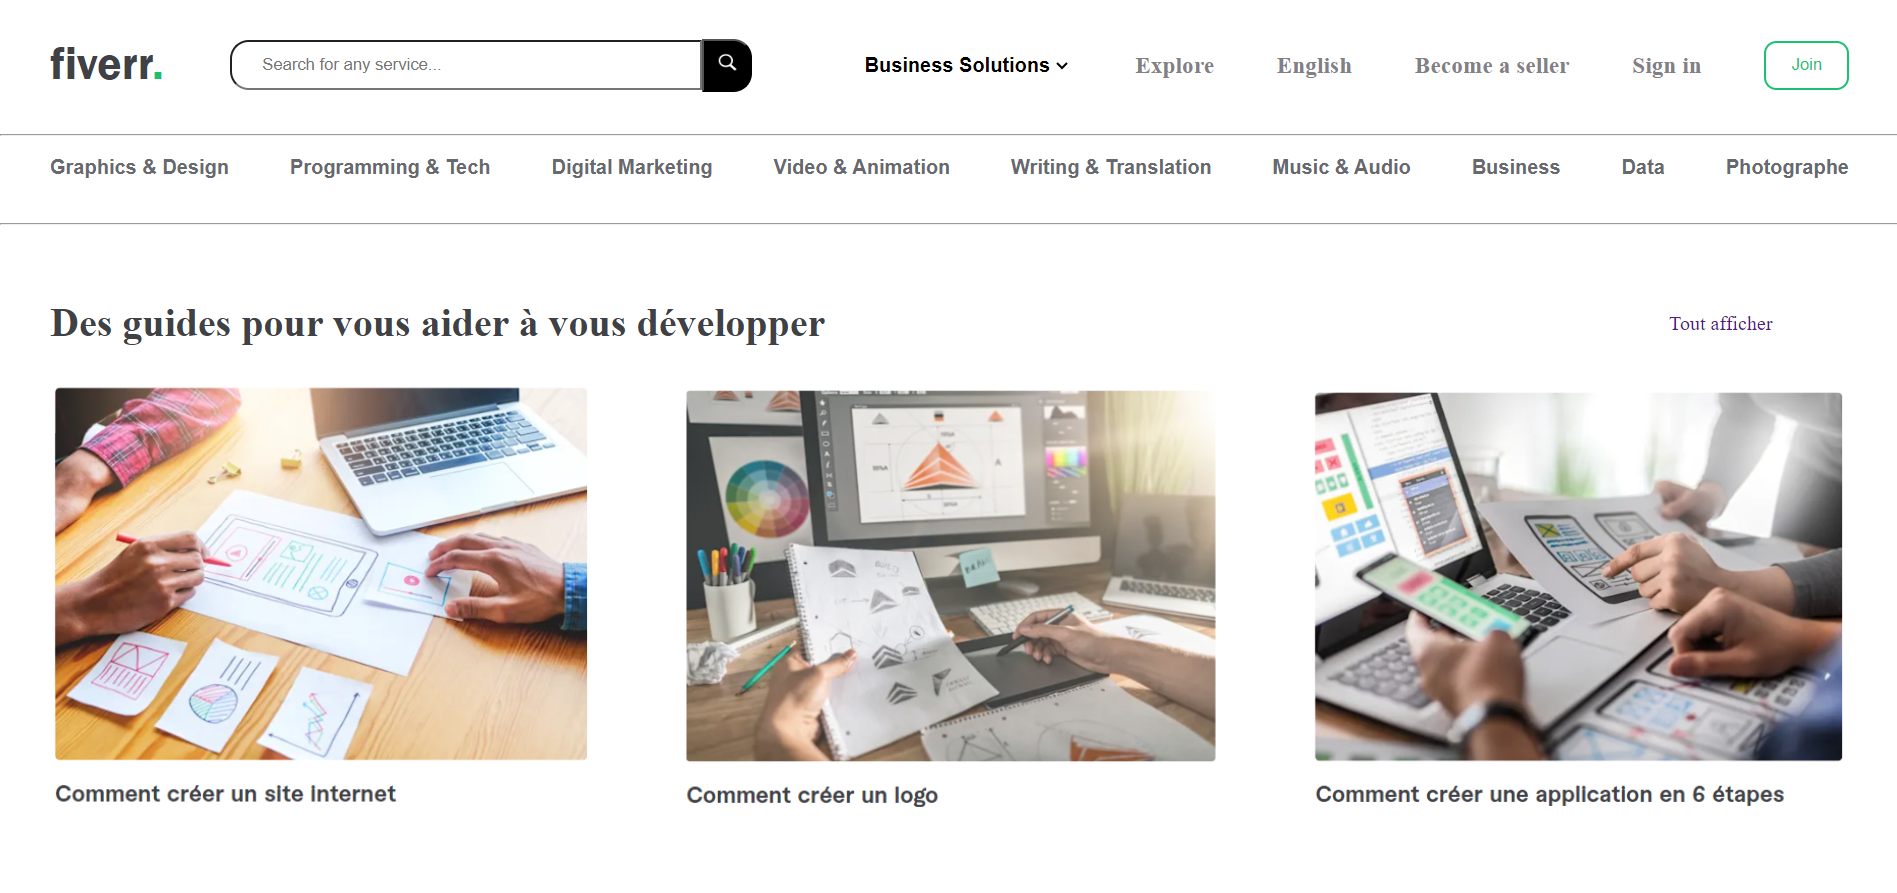 fiverr.
Search for any service...
Business Solutions
Explore
English
Become a seller
Sign in
Join
Graphics & Design
Programming & Tech
Digital Marketing
Video & Animation
Writing & Translation
Music & Audio
Business
Data
Photographe
Des guides pour vous aider à vous développer
Tout afficher
Comment créer un site internet
Comment créer un logo
Comment créer une application en 6 étapes